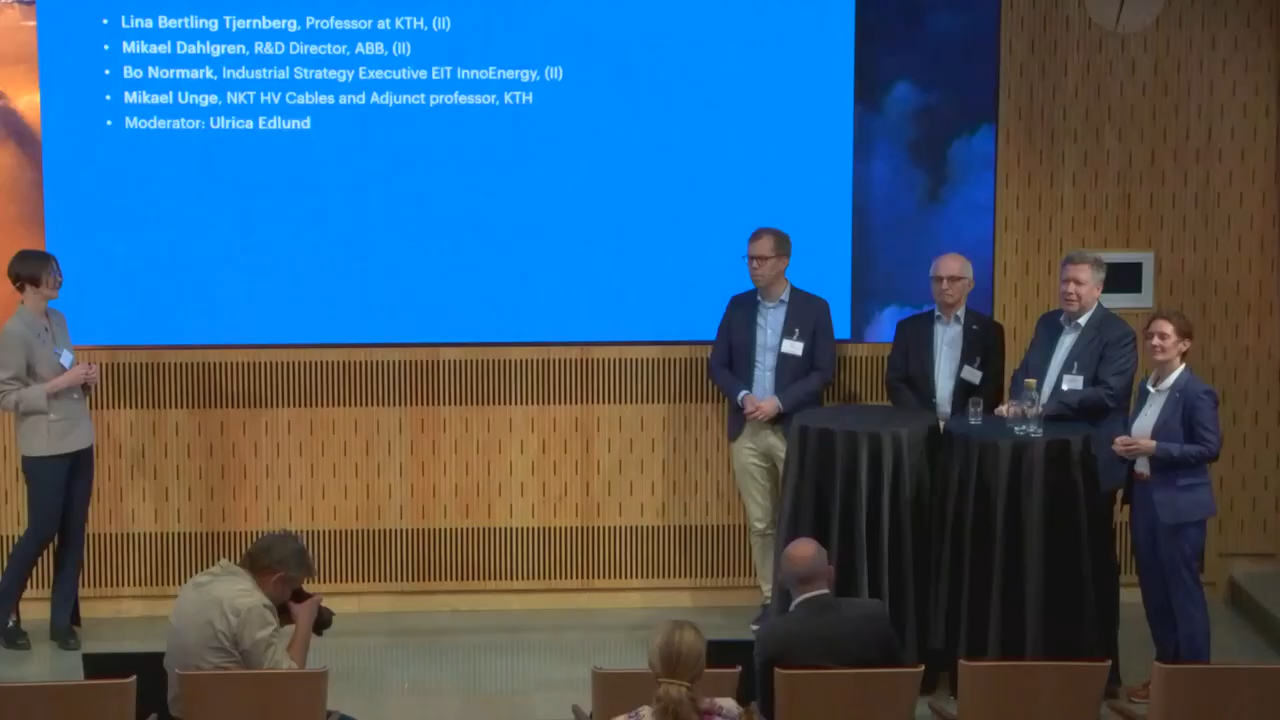 • Lina Bertling Tjernberg, Professor at KTH, (II)
• Mikael Dahlgren, R&D Director, ABB, (II)
• Bo Normark, Industrial Strategy Executive EIT InnoEnergy, (II)
• Mikael Unge, NKT HV Cables and Adjunct professor, KTH
• Moderator: Ulrica Edlund